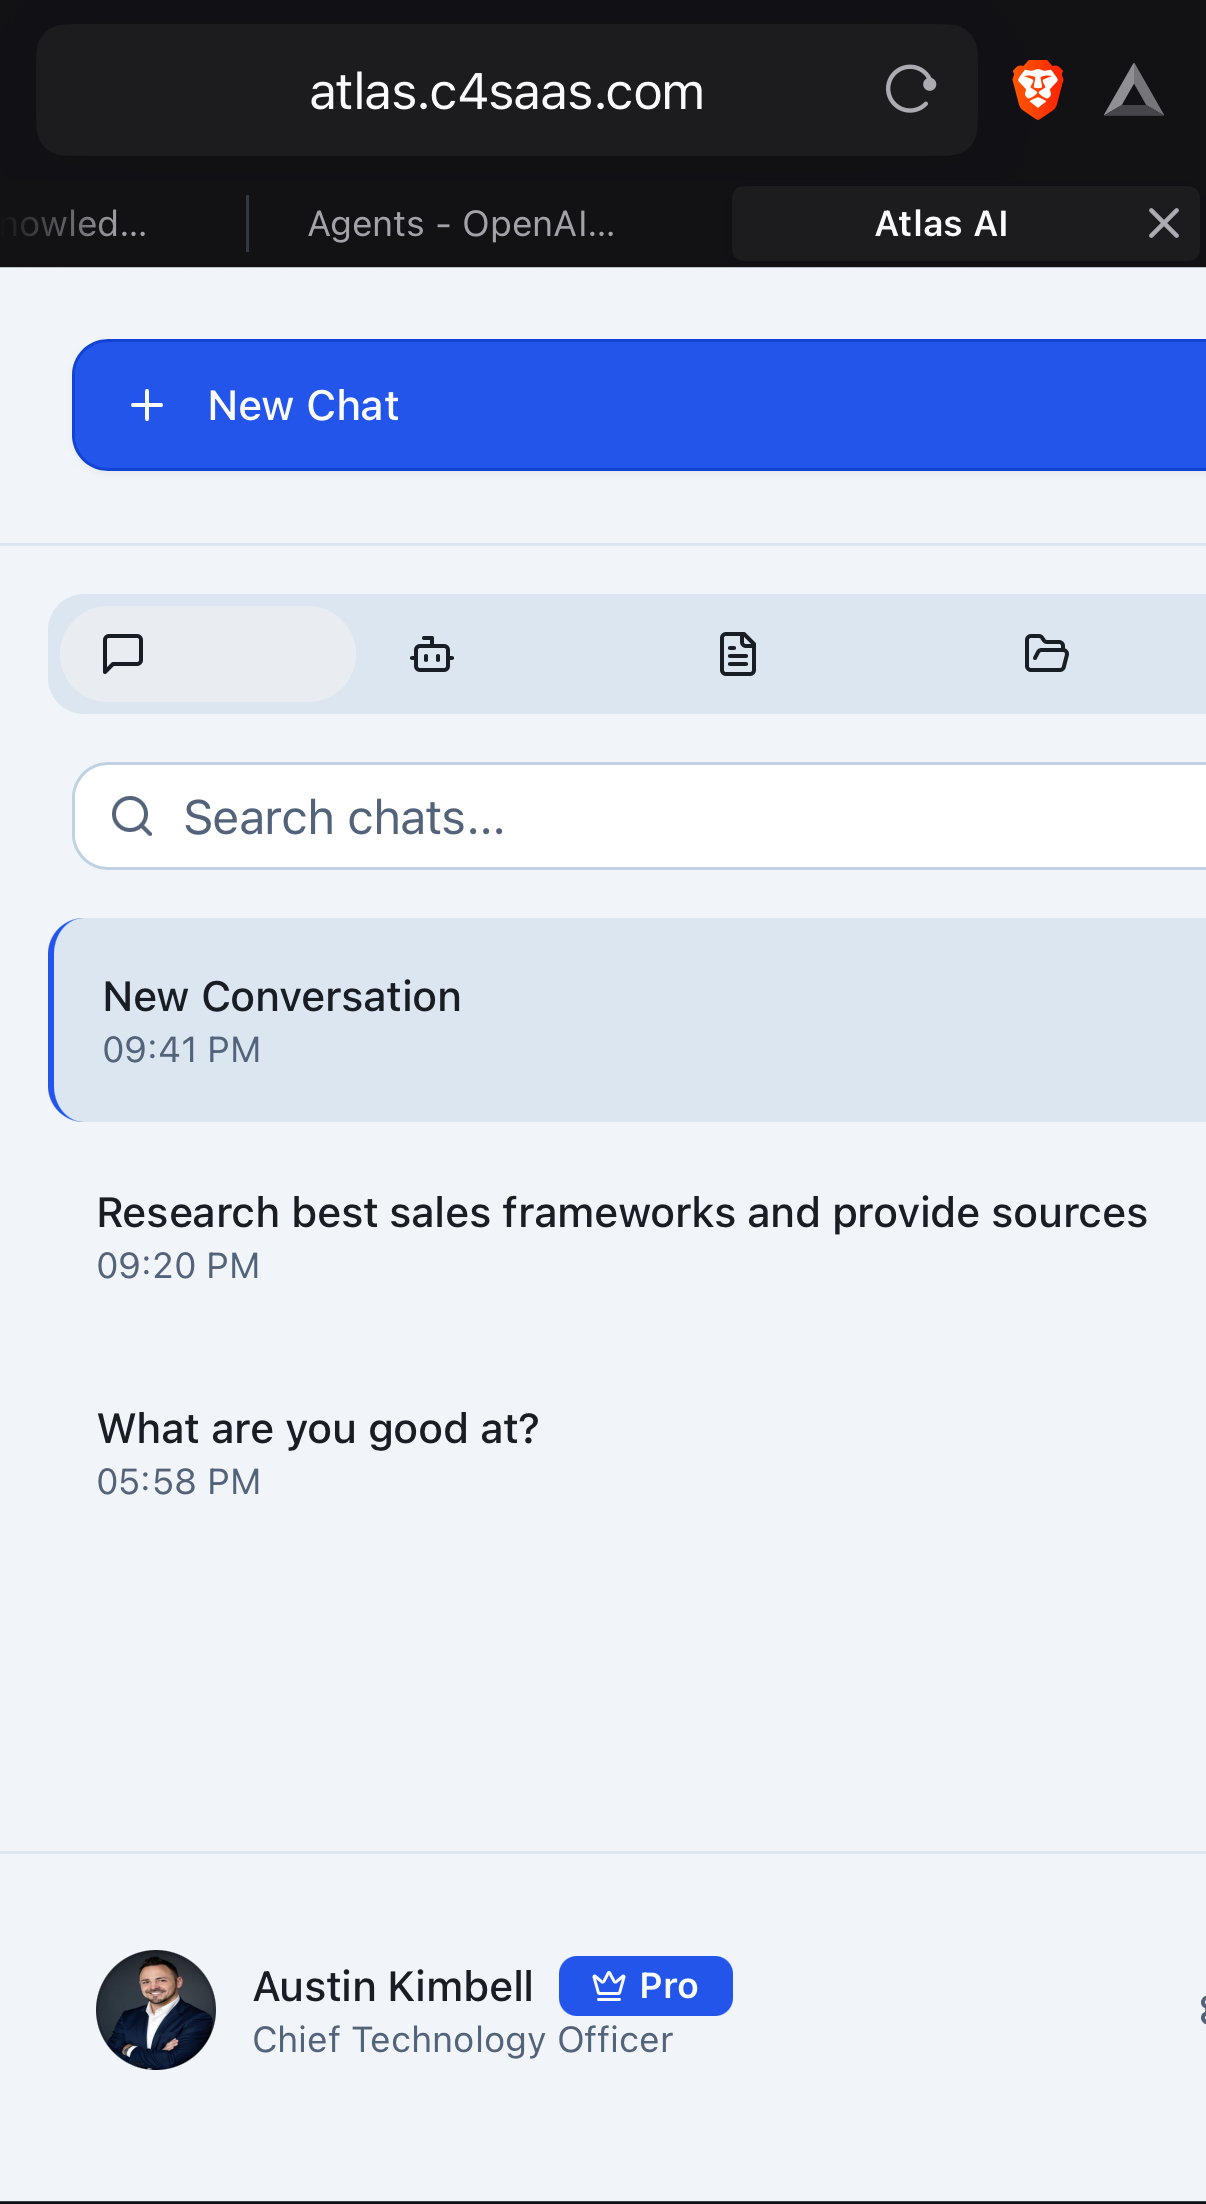 atlas.c4saas.com
nowled...
Agents - OpenAI...
Atlas AI
New Chat
Search chats...
New Conversation
09:41 PM
Research best sales frameworks and provide sources
09:20 PM
What are you good at?
05:58 PM
Austin Kimbell
Pro
Chief Technology Officer